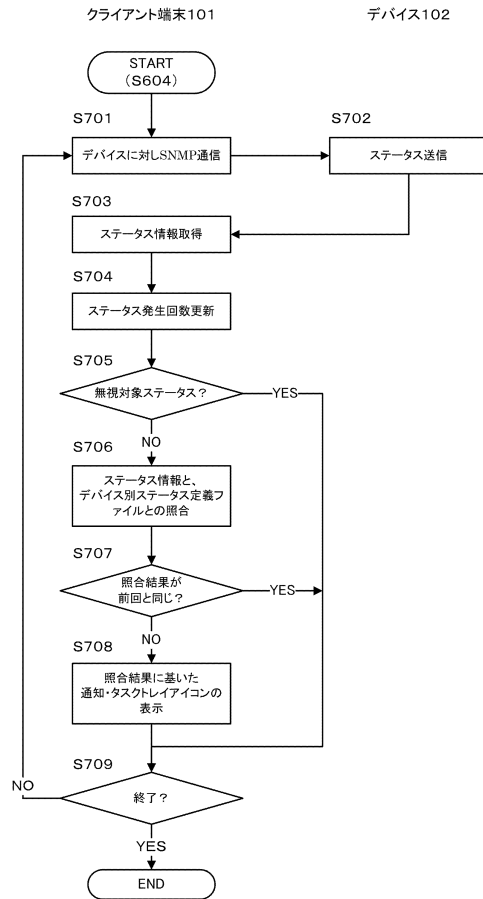 クライアント端末101
デバイス102
START
(S604)
S701
デバイスに対しSNMP通信
S702
ステータス送信
S703
ステータス情報取得
S704
ステータス発生回数更新
S705
無視対象ステータス？
YES
NO
S706
ステータス情報と、
デバイス別ステータス定義フ
ァイルとの照合
S707
照合結果が
前回と同じ？
YES
NO
S708
照合結果に基いた
通知・タスクトレイアイコンの
表示
S709
終了？
NO
YES
END